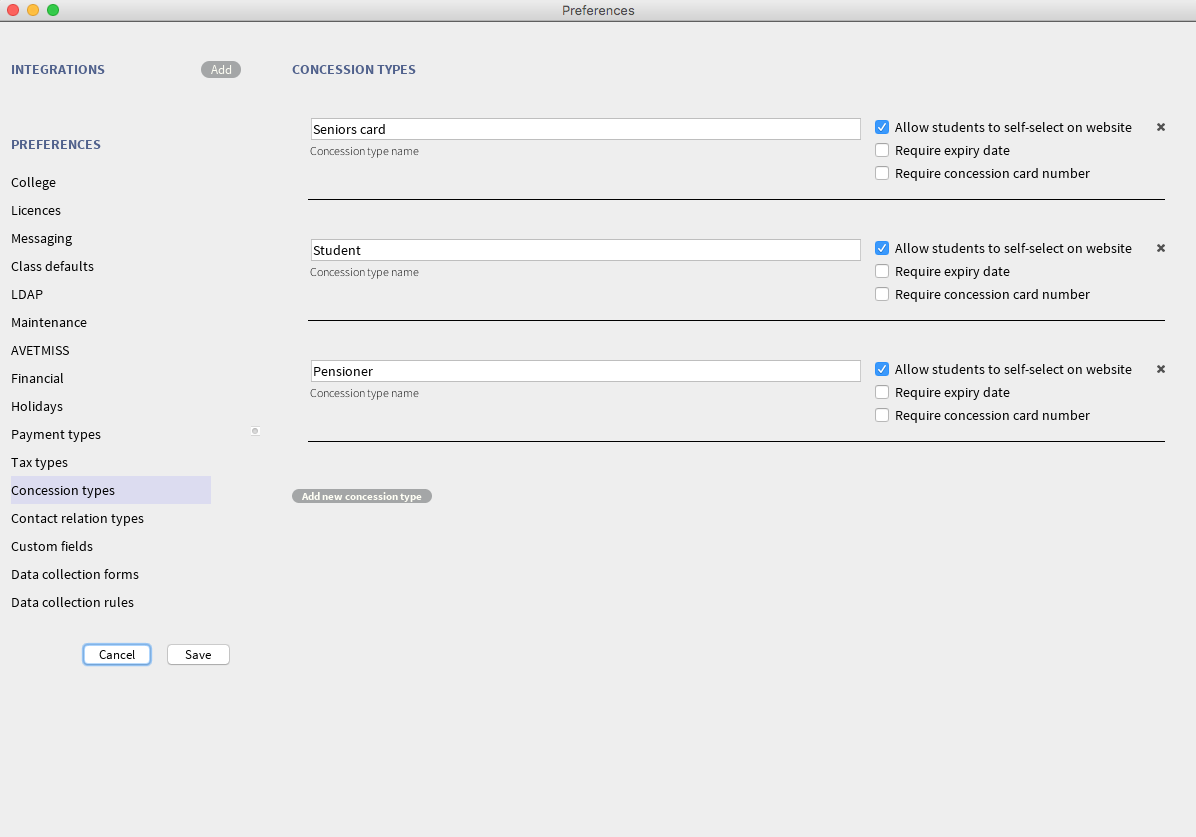 Preferences
INTEGRATIONS
Add
PREFERENCES
College
Licences
Messaging
Class defaults
LDAP
Maintenance
AVETMISS
Financial
Holidays
Payment types
Tax types
Concession types
Contact relation types
Custom fields
Data collection forms
Data collection rules
Cancel
Save
CONCESSION TYPES
Seniors card
Concession type name
Allow students to self-select on website
Require expiry date
Require concession card number
Student
Concession type name
Allow students to self-select on website
Require expiry date
Require concession card number
Pensioner
Concession type name
Allow students to self-select on website
Require expiry date
Require concession card number
Add new concession type